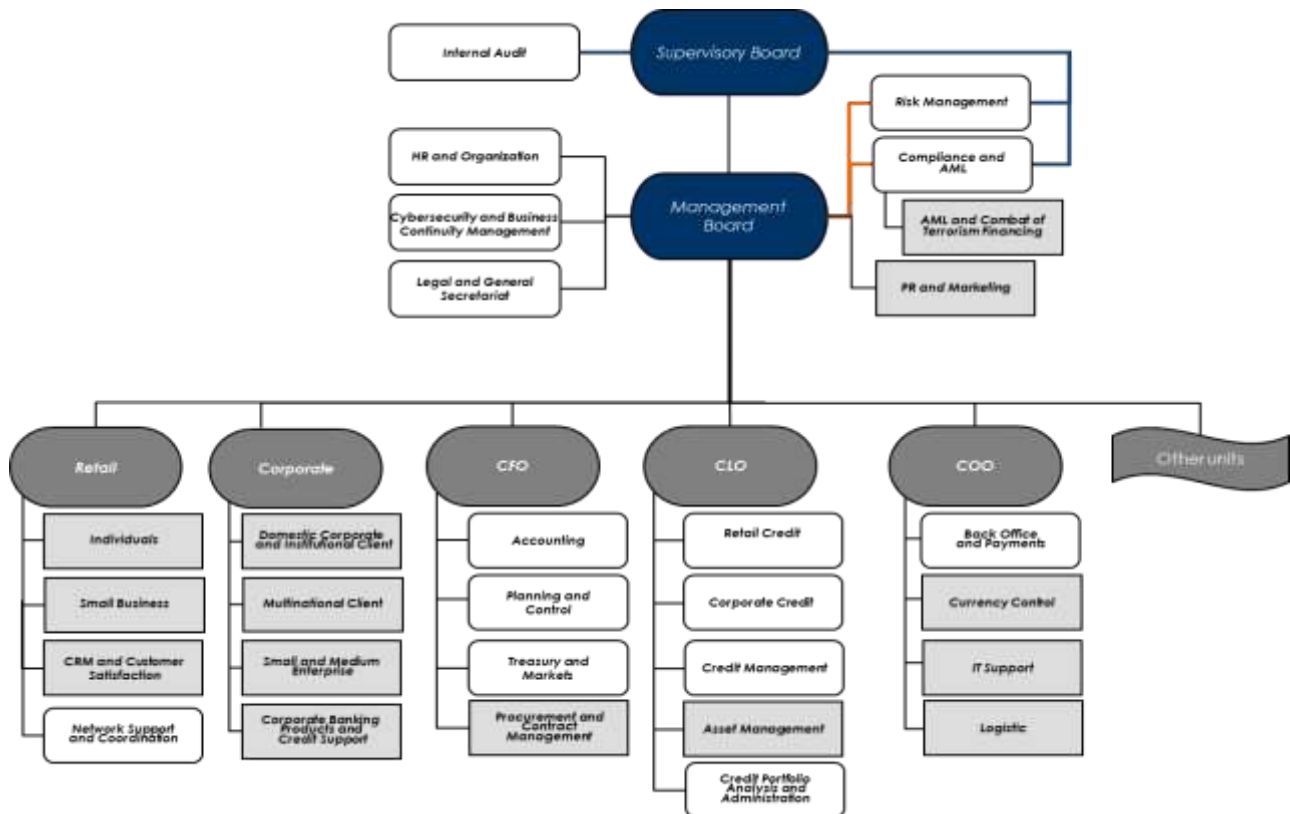 Internal Audit
Supervisory Board
Risk Management
HR and Organization
Compliance and
AML
Management
Board
Cybersecurity and Business
Continuity Management
AML and Combat of
Terrorism Financing
Legal and General
Secretariat
PR and Marketing
Retail
Corporate
CFO
CLO
COO
Other units
Individuals
Small Business
CRM and Customer
Satisfaction
Network Support
and Coordination
Domestic Corporate
and Institutional Client
Multinational Client
Small and Medium
Enterprise
Corporate Banking
Products and
Credit Support
Accounting
Planning and
Control
Treasury and
Markets
Procurement and
Contract
Management
Retail Credit
Corporate Credit
Credit Management
Asset Management
Credit Portfolio
Analysis and
Administration
Back Office
and Payments
Currency Control
IT Support
Logistic